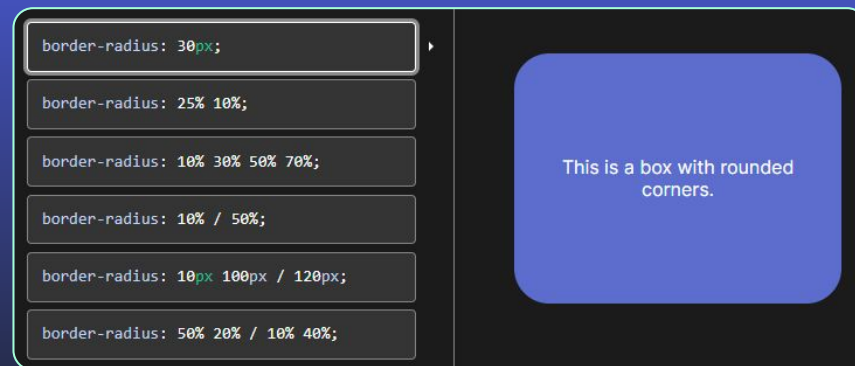 border-radius: 30px;
border-radius: 25% 10%;
border-radius: 10% 30% 50% 70%;
border-radius: 10% / 50%;
border-radius: 10px 100px / 120px;
border-radius: 50% 20% / 10% 40%;
This is a box with rounded
corners.